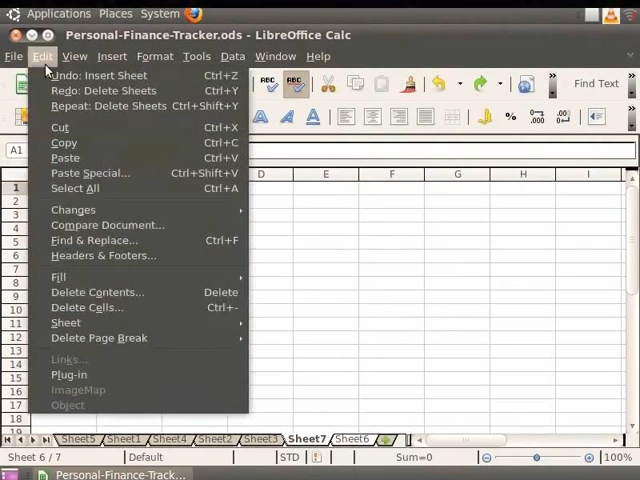 Applications Places System
Personal-Finance-Tracker.ods - LibreOffice Calc
File Edit View Insert Format Tools Data Window Help
Undo: Insert Sheet Ctrl+Z
Redo: Delete Sheets Ctrl+Y
Repeat: Delete Sheets Ctrl+Shift+Y
Cut Ctrl+X
Copy Ctrl+C
Paste Ctrl+V
Paste Special... Ctrl+Shift+V
Select All Ctrl+A
Changes
Compare Document...
Find & Replace... Ctrl+F
Headers & Footers...
Fill
Delete Contents... Delete
Delete Cells... Ctrl+-
Sheet
Delete Page Break
Links...
Plug-in
ImageMap
Object
ABC ABC Find Text
% .000 .000
A1
D E F G H I
1
2
3
4
5
6
7
8
9
10
11
12
13
14
15
16
17
18
19
Sheet5 Sheet1 Sheet4 Sheet2 Sheet3 Sheet7 Sheet6
Sheet 6 / 7 Default STD Sum=0 100%
Personal-Finance-Track...